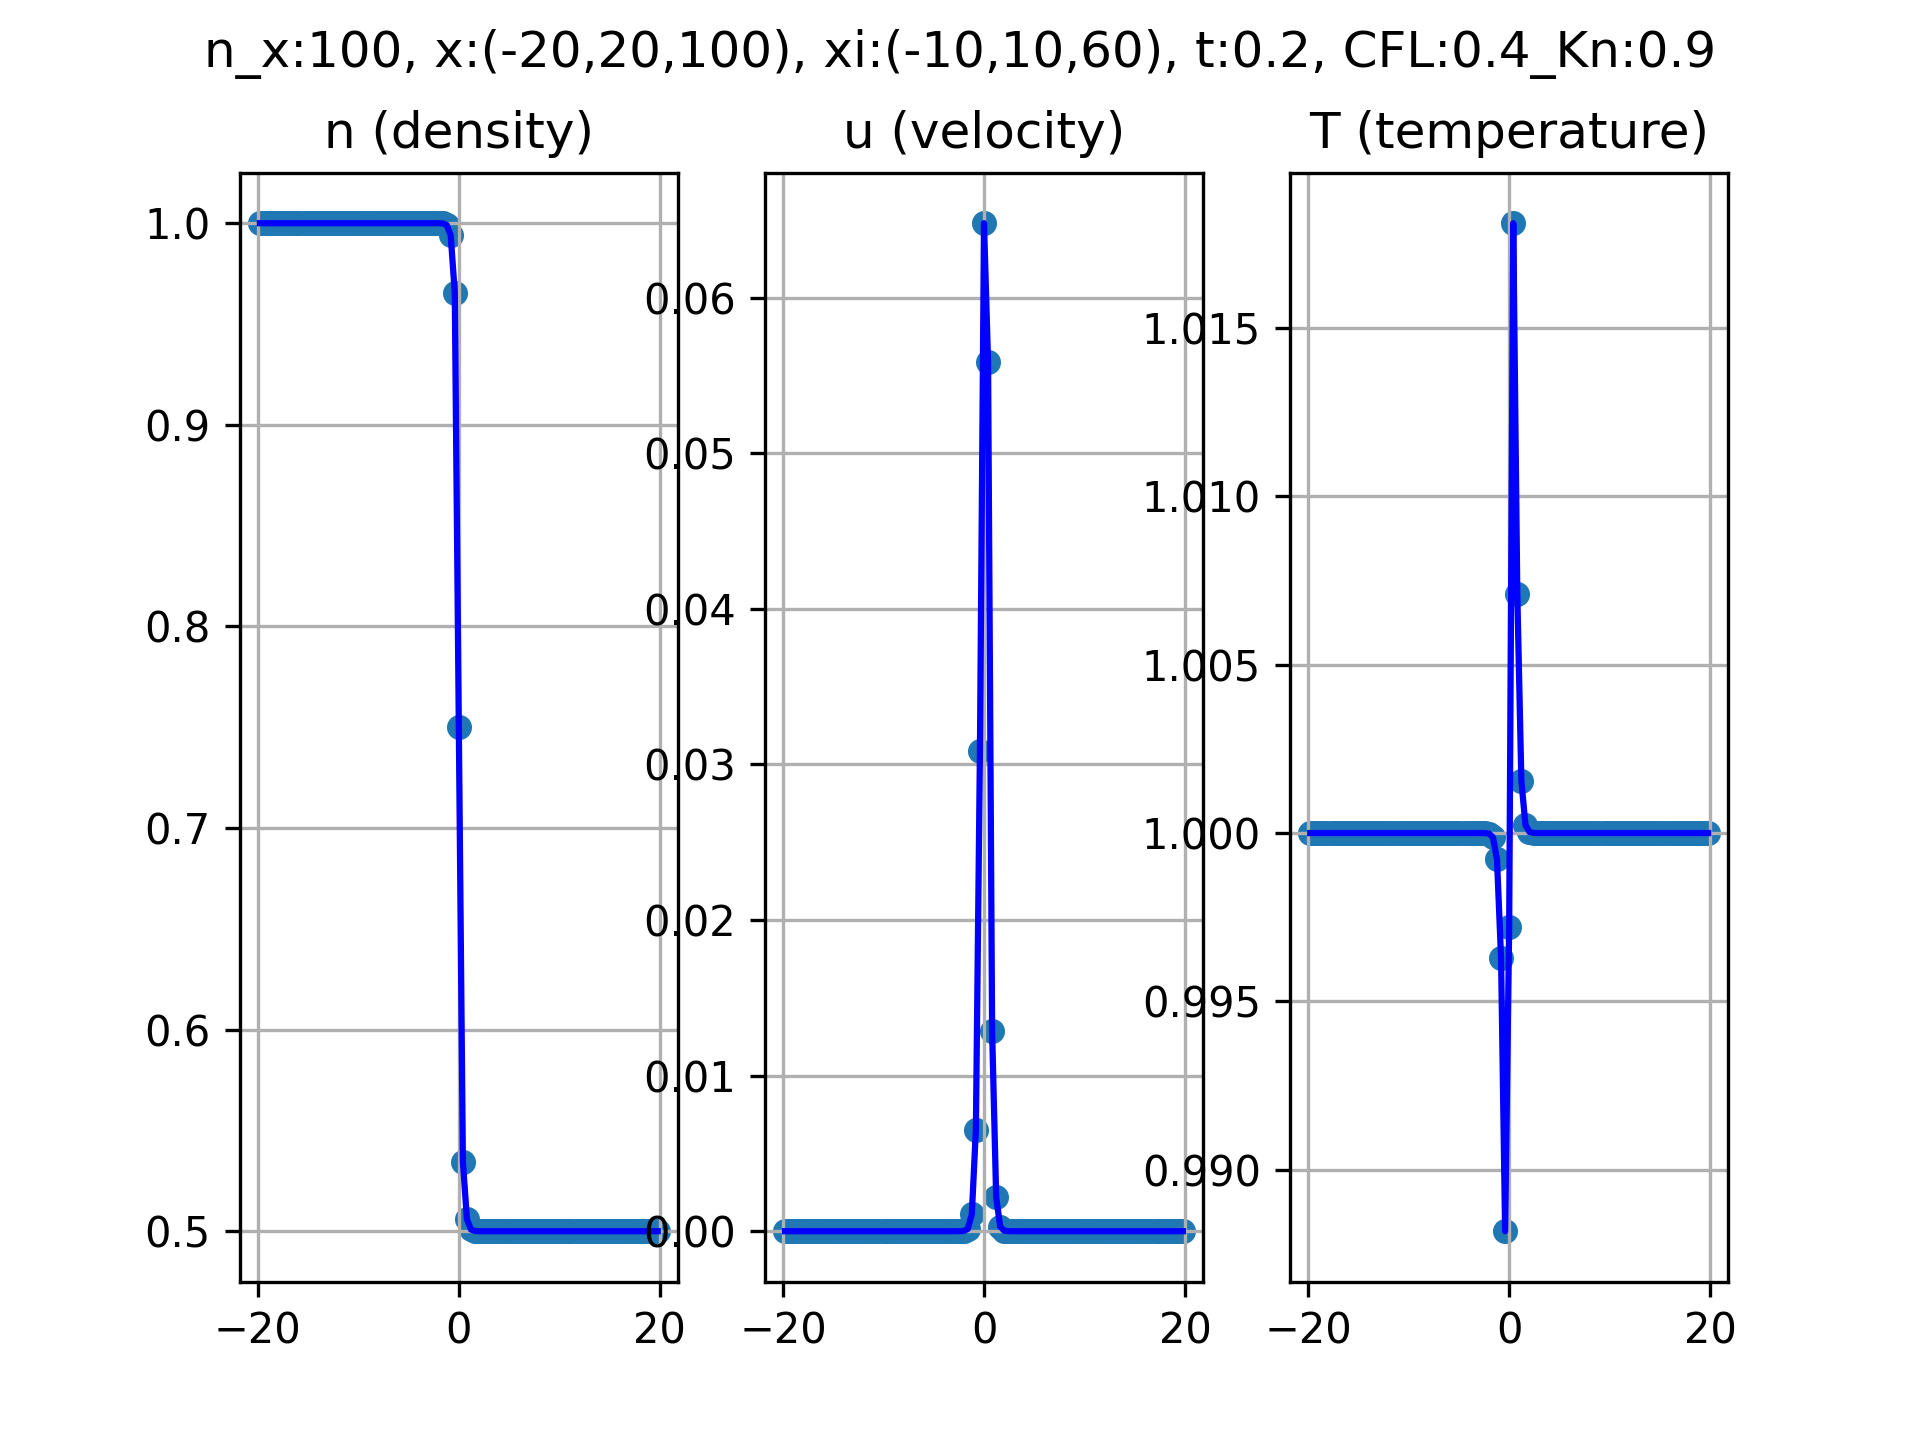 n_x:100, x:(-20,20,100), xi:(-10,10,60), t:0.2, CFL:0.4_Kn:0.9
n (density)
u (velocity)
T (temperature)
1.0
0.9
0.8
0.7
0.6
0.5
−20 0 20
0.06
0.05
0.04
0.03
0.02
0.01
0.00
−20 0 20
1.015
1.010
1.005
1.000
0.995
0.990
−20 0 20